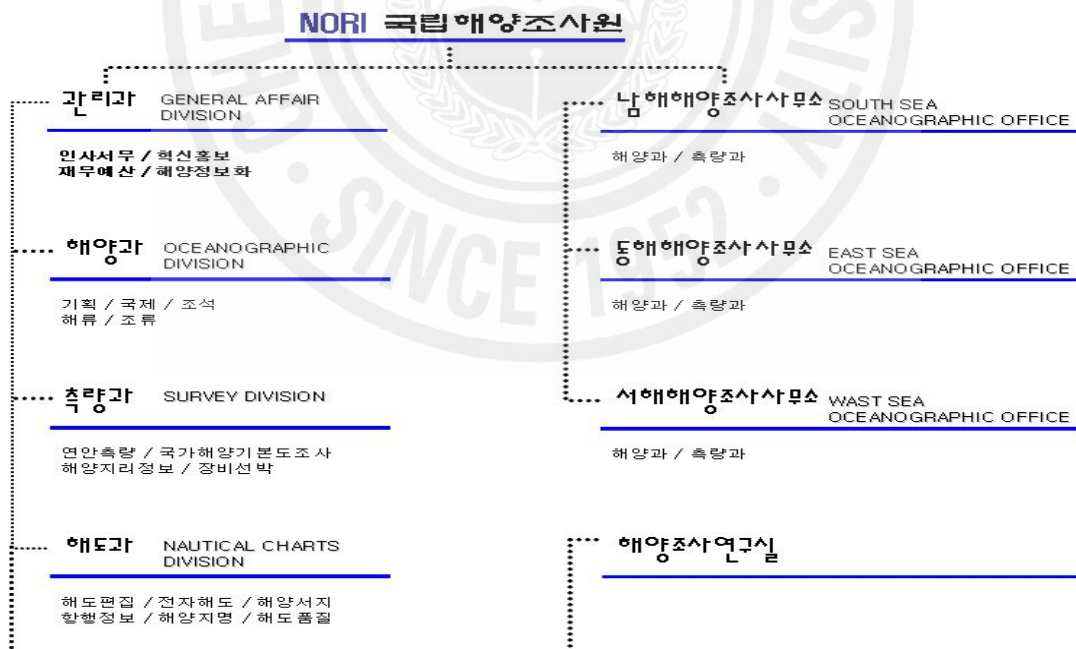 NORI 국립해양조사원
관리과 GENERAL AFFAIR
DIVISION
인사서무 / 혁신홍보
재무예산 / 해양정보화
해양과 OCEANOGRAPHIC
DIVISION
기획 / 국제 / 조석
해류 / 조류
측량과 SURVEY DIVISION
연안측량 / 국가해양기본도조사
해양지리정보 / 장비선박
해도과 NAUTICAL CHARTS
DIVISION
해도편집 / 전자해도 / 해양서지
항행정보 / 해양지명 / 해도품질
남해해양조사사무소 SOUTH SEA
OCEANOGRAPHIC OFFICE
해양과 / 측량과
동해해양조사사무소 EAST SEA
OCEANOGRAPHIC OFFICE
해양과 / 측량과
서해해양조사사무소 WAST SEA
OCEANOGRAPHIC OFFICE
해양과 / 측량과
해양조사연구실
SINCE 1952